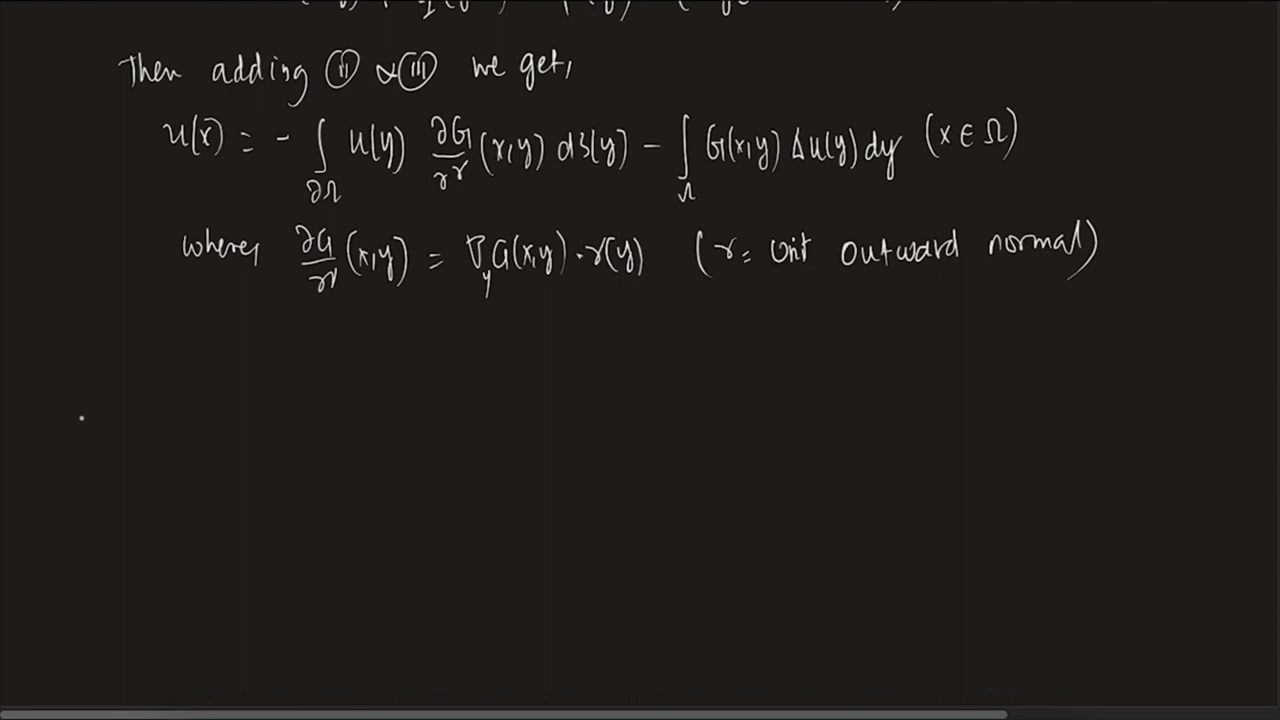 Then adding (ii) & (iii) we get,
u(x) = - ∫_∂Ω u(y) ∂G/∂γ (x,y) ds(y) - ∫_Ω G(x,y) Δu(y) dy (x ∈ Ω)
where, ∂G/∂γ (x,y) = ∇_y G(x,y) · γ(y) (γ = unit outward normal)